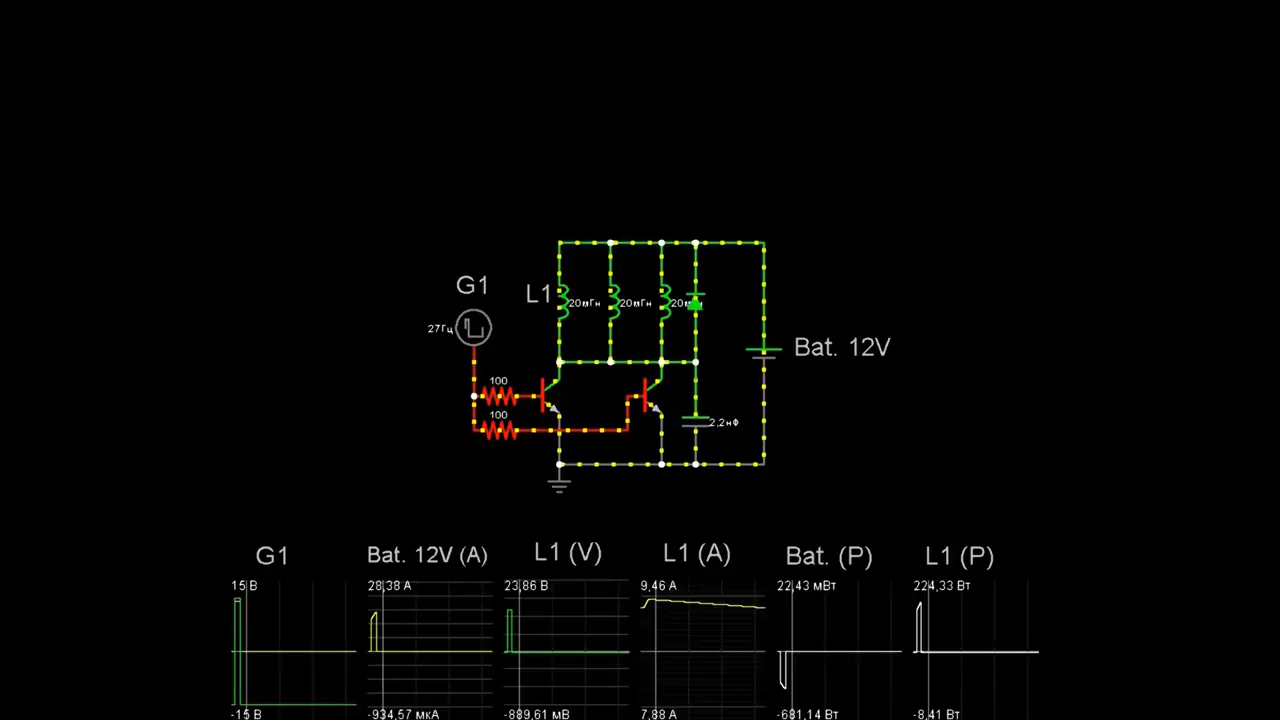 G1
27Гц
L1
20мГн
20мГн
100
100
2,2нФ
Bat. 12V
G1
Bat. 12V (A)
L1 (V)
L1 (A)
Bat. (P)
L1 (P)
15 В
28,38 А
23,86 В
9,46 А
22,43 мВт
224,33 Вт
-15 В
-934,57 мкА
-889,61 мВ
7,88 А
-681,14 Вт
-8,41 Вт